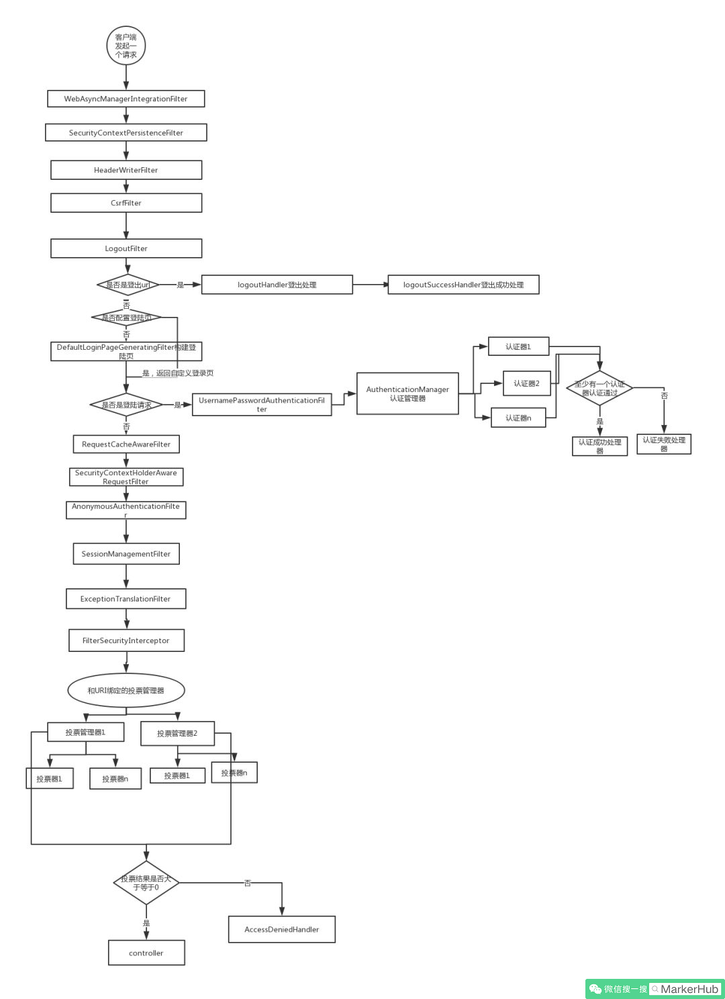 客户端
发起一
个请求
WebAsyncManagerIntegrationFilter
SecurityContextPersistenceFilter
HeaderWriterFilter
CsrfFilter
LogoutFilter
是否是登出url
是
logoutHandler登出处理
logoutSuccessHandler登出成功处理
否
是否配置登陆页
否
DefaultLoginPageGeneratingFilter构建登
陆页
是，返回自定义登录页
是否是登陆请求
是
UsernamePasswordAuthenticationFil
ter
AuthenticationManager
认证管理器
认证器1
认证器2
认证器n
至少有一个认证
器认证通过
否
是
认证成功处理
器
认证失败处理
器
否
RequestCacheAwareFilter
SecurityContextHolderAware
RequestFilter
AnonymousAuthenticationFilte
r
SessionManagementFilter
ExceptionTranslationFilter
FilterSecurityInterceptor
和URI绑定的投票管理器
投票管理器1
投票管理器2
投票器1
投票器n
投票器1
投票器n
投票结果是否大
于等于0
否
是
AccessDeniedHandler
controller
微信搜一搜
MarkerHub